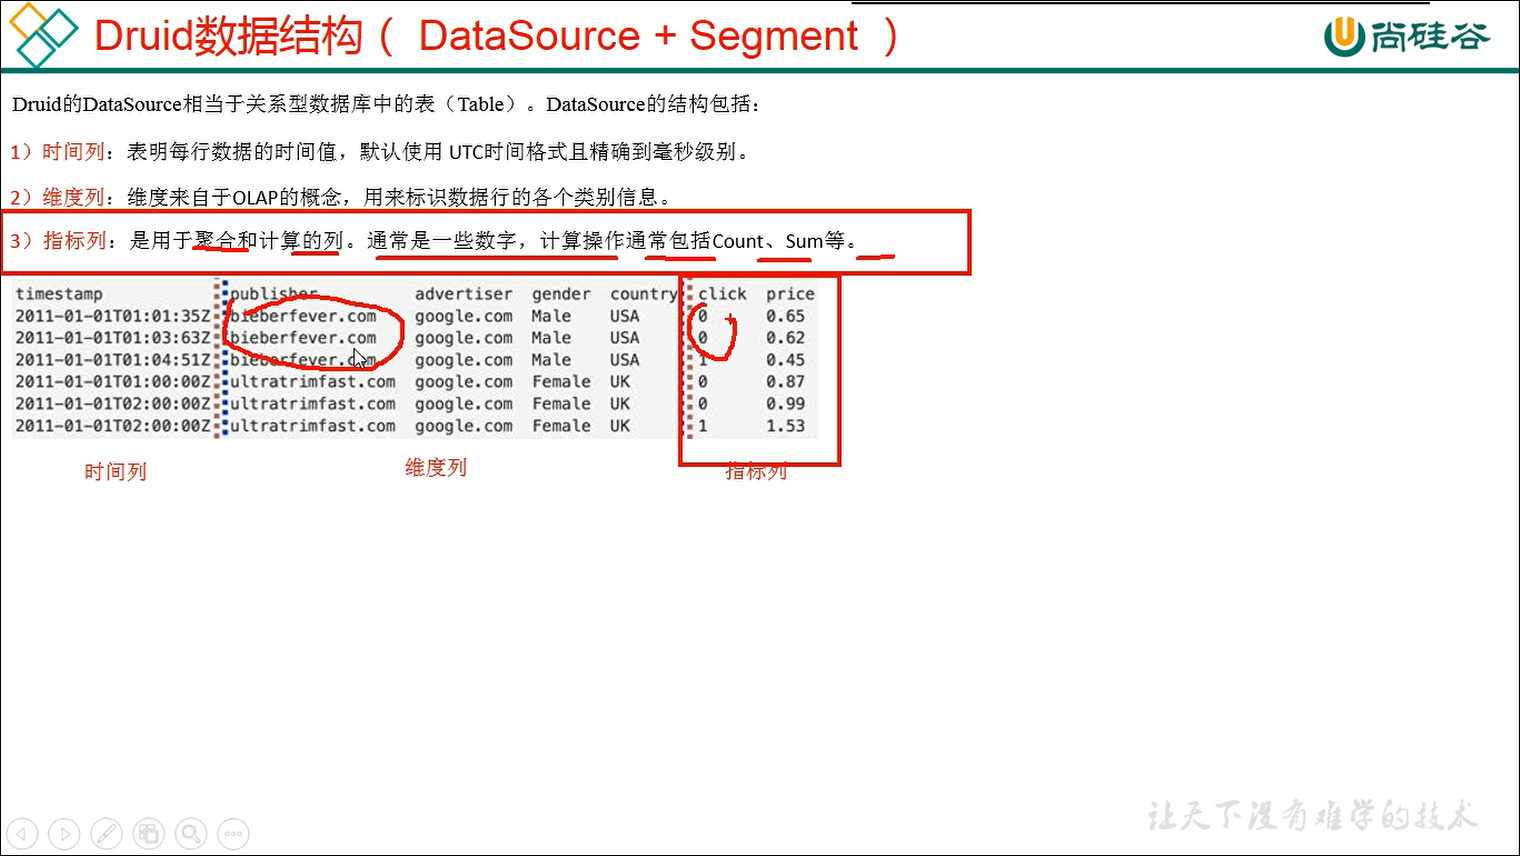 Druid数据结构（ DataSource + Segment ）
尚硅谷
Druid的DataSource相当于关系型数据库中的表（Table）。DataSource的结构包括：
1）时间列：表明每行数据的时间值，默认使用 UTC时间格式且精确到毫秒级别。
2）维度列：维度来自于OLAP的概念，用来标识数据行的各个类别信息。
3）指标列：是用于聚合和计算的列。通常是一些数字，计算操作通常包括Count、Sum等。
timestamp publisher advertiser gender country click price
2011-01-01T01:01:35Z bieberfever.com google.com Male USA 0 0.65
2011-01-01T01:03:63Z bieberfever.com google.com Male USA 0 0.62
2011-01-01T01:04:51Z bieberfever.com google.com Male USA 1 0.45
2011-01-01T01:00:00Z ultratrimfast.com google.com Female UK 0 0.87
2011-01-01T02:00:00Z ultratrimfast.com google.com Female UK 0 0.99
2011-01-01T02:00:00Z ultratrimfast.com google.com Female UK 1 1.53
时间列 维度列 指标列
让天下没有难学的技术